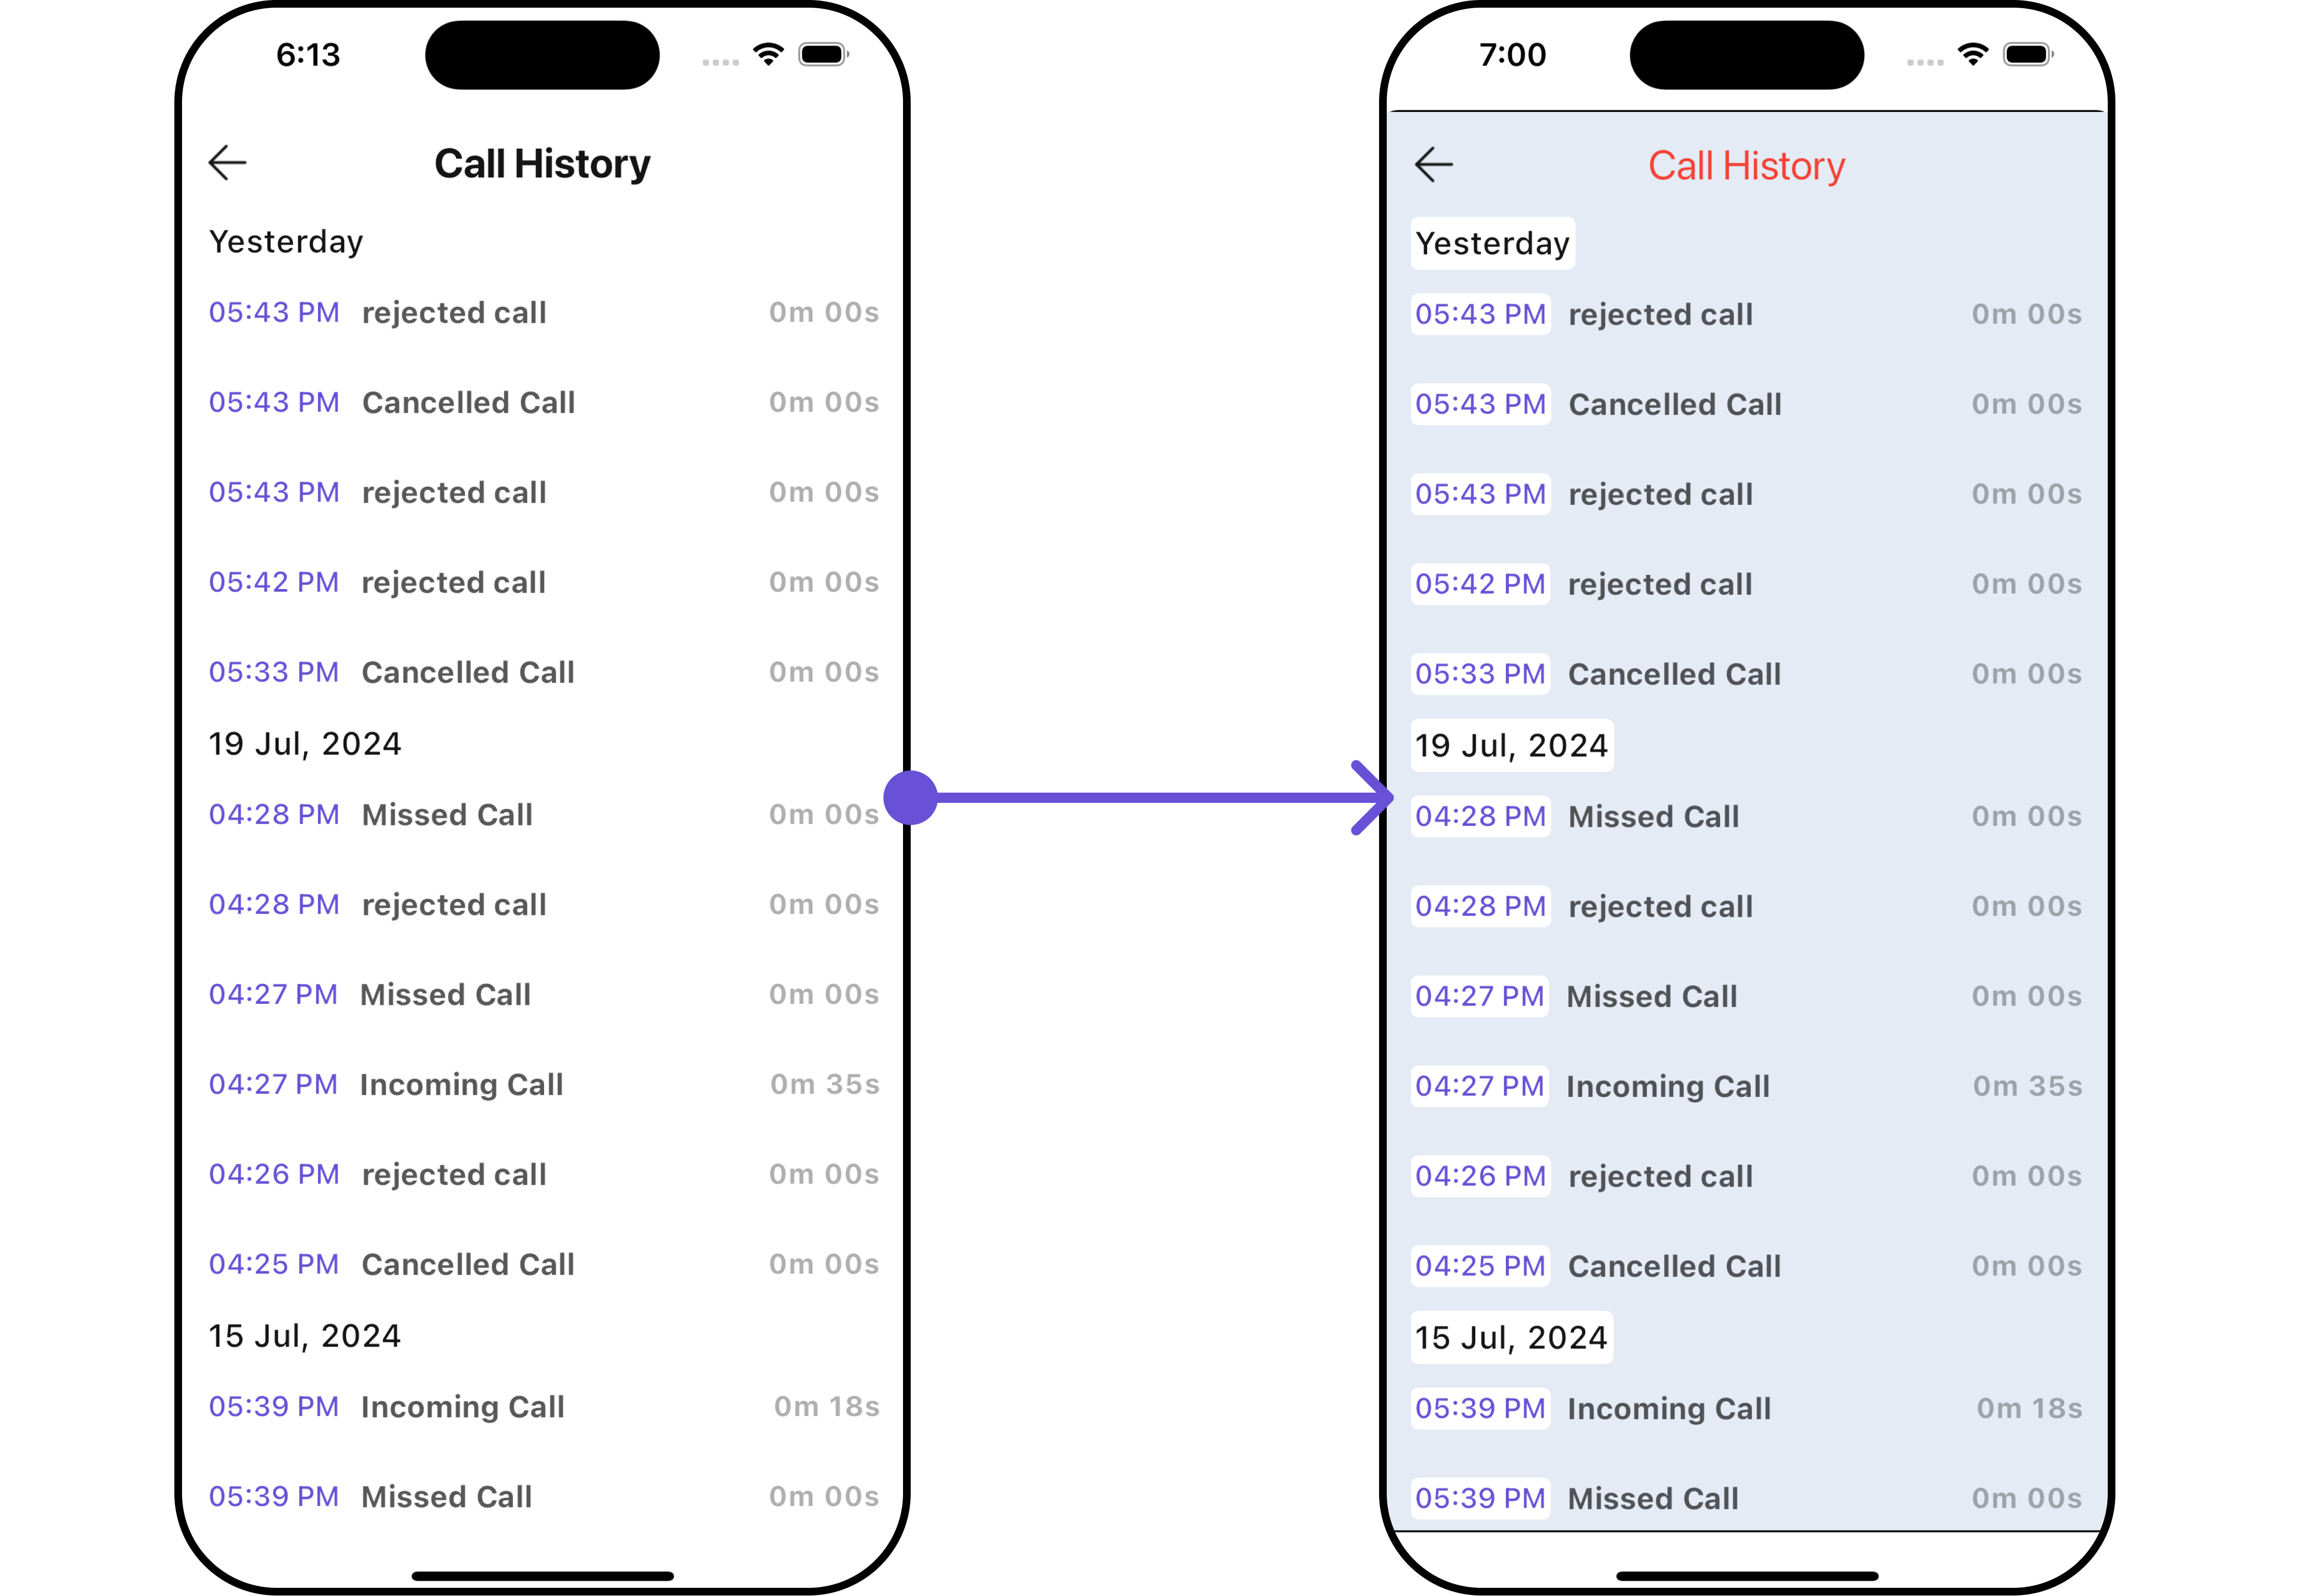 6:13
Call History
Yesterday
05:43 PM rejected call 0m 00s
05:43 PM Cancelled Call 0m 00s
05:43 PM rejected call 0m 00s
05:42 PM rejected call 0m 00s
05:33 PM Cancelled Call 0m 00s
19 Jul, 2024
04:28 PM Missed Call 0m 00s
04:28 PM rejected call 0m 00s
04:27 PM Missed Call 0m 00s
04:27 PM Incoming Call 0m 35s
04:26 PM rejected call 0m 00s
04:25 PM Cancelled Call 0m 00s
15 Jul, 2024
05:39 PM Incoming Call 0m 18s
05:39 PM Missed Call 0m 00s
7:00
Call History
Yesterday
05:43 PM rejected call 0m 00s
05:43 PM Cancelled Call 0m 00s
05:43 PM rejected call 0m 00s
05:42 PM rejected call 0m 00s
05:33 PM Cancelled Call 0m 00s
19 Jul, 2024
04:28 PM Missed Call 0m 00s
04:28 PM rejected call 0m 00s
04:27 PM Missed Call 0m 00s
04:27 PM Incoming Call 0m 35s
04:26 PM rejected call 0m 00s
04:25 PM Cancelled Call 0m 00s
15 Jul, 2024
05:39 PM Incoming Call 0m 18s
05:39 PM Missed Call 0m 00s